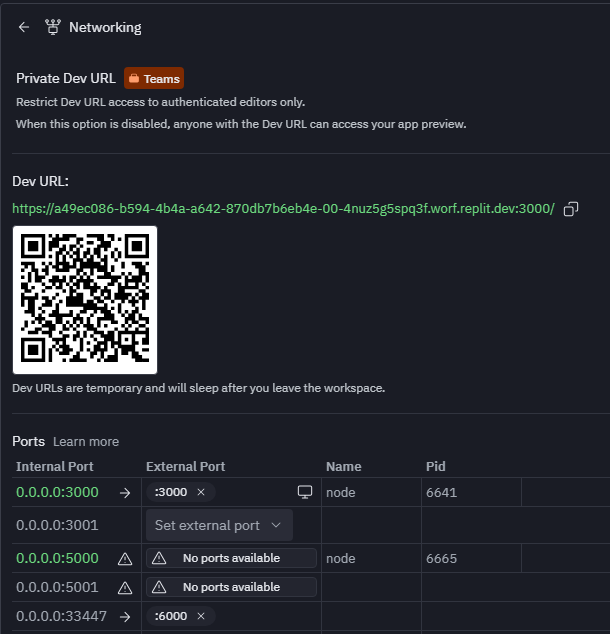 Networking
Private Dev URL Teams
Restrict Dev URL access to authenticated editors only.
When this option is disabled, anyone with the Dev URL can access your app preview.
Dev URL:
https://a49ec086-b594-4b4a-a642-870db7b6eb4e-00-4nuz5g5spq3f.worf.replit.dev:3000/
Dev URLs are temporary and will sleep after you leave the workspace.
Ports Learn more
Internal Port External Port Name Pid
0.0.0.0:3000 :3000 node 6641
0.0.0.0:3001 Set external port
0.0.0.0:5000 No ports available node 6665
0.0.0.0:5001 No ports available
0.0.0.0:33447 :6000